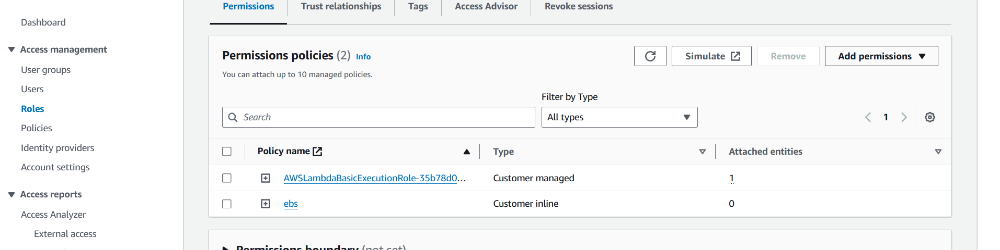 Permissions
Trust relationships
Tags
Access Advisor
Revoke sessions
Dashboard
Access management
User groups
Users
Roles
Policies
Identity providers
Account settings
Access reports
Access Analyzer
External access
Permissions policies (2) Info
You can attach up to 10 managed policies.
Simulate
Remove
Add permissions
Filter by Type
Search
All types
1
Policy name
Type
Attached entities
AWSLambdaBasicExecutionRole-35b78d0... Customer managed 1
ebs Customer inline 0
Permissions boundary (not set)